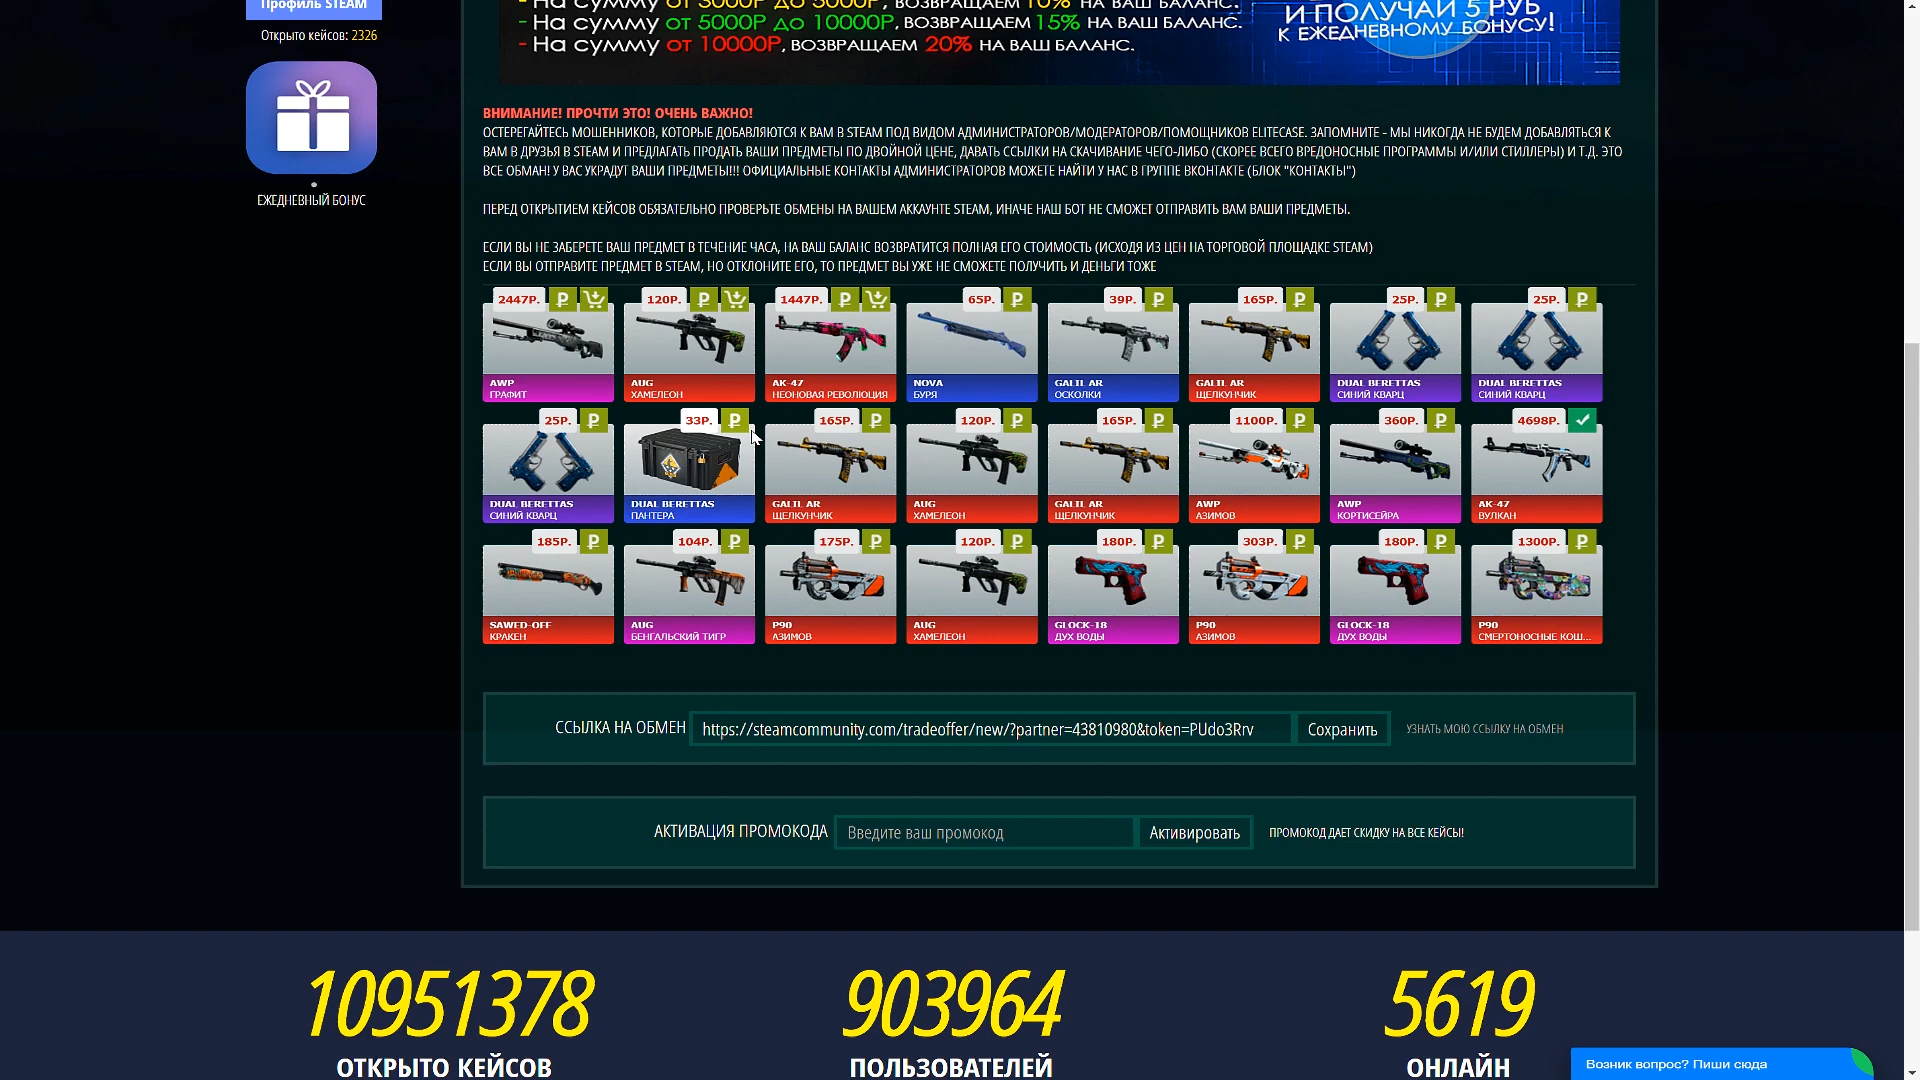 Профиль STEAM
Открыто кейсов: 2326
ЕЖЕДНЕВНЫЙ БОНУС
- На сумму от 3000Р до 5000Р, ВОЗВРАЩАЕМ 10% НА ВАШ БАЛАНС.
- На сумму от 5000Р до 10000Р, ВОЗВРАЩАЕМ 15% НА ВАШ БАЛАНС.
- На сумму от 10000Р, ВОЗВРАЩАЕМ 20% НА ВАШ БАЛАНС.
И ПОЛУЧАЙ 5 РУБ
К ЕЖЕДНЕВНОМУ БОНУСУ!
ВНИМАНИЕ! ПРОЧТИ ЭТО! ОЧЕНЬ ВАЖНО!
ОСТЕРЕГАЙТЕСЬ МОШЕННИКОВ, КОТОРЫЕ ДОБАВЛЯЮТСЯ К ВАМ В STEAM ПОД ВИДОМ АДМИНИСТРАТОРОВ/МОДЕРАТОРОВ/ПОМОЩНИКОВ ELITECASE. ЗАПОМНИТЕ - МЫ НИКОГДА НЕ БУДЕМ ДОБАВЛЯТЬСЯ К
ВАМ В ДРУЗЬЯ В STEAM И ПРЕДЛАГАТЬ ПРОДАТЬ ВАШИ ПРЕДМЕТЫ ПО ДВОЙНОЙ ЦЕНЕ, ДАВАТЬ ССЫЛКИ НА СКАЧИВАНИЕ ЧЕГО-ЛИБО (СКОРЕЕ ВСЕГО ВРЕДОНОСНЫЕ ПРОГРАММЫ И/ИЛИ СТИЛЛЕРЫ) И Т.Д. ЭТО
ВСЕ ОБМАН! У ВАС УКРАДУТ ВАШИ ПРЕДМЕТЫ!!! ОФИЦИАЛЬНЫЕ КОНТАКТЫ АДМИНИСТРАТОРОВ МОЖЕТЕ НАЙТИ У НАС В ГРУППЕ ВКОНТАКТЕ (БЛОК "КОНТАКТЫ")
ПЕРЕД ОТКРЫТИЕМ КЕЙСОВ ОБЯЗАТЕЛЬНО ПРОВЕРЬТЕ ОБМЕНЫ НА ВАШЕМ АККАУНТЕ STEAM, ИНАЧЕ НАШ БОТ НЕ СМОЖЕТ ОТПРАВИТЬ ВАМ ВАШИ ПРЕДМЕТЫ.
ЕСЛИ ВЫ НЕ ЗАБЕРЕТЕ ВАШ ПРЕДМЕТ В ТЕЧЕНИЕ ЧАСА, НА ВАШ БАЛАНС ВОЗВРАТИТСЯ ПОЛНАЯ ЕГО СТОИМОСТЬ (ИСХОДЯ ИЗ ЦЕН НА ТОРГОВОЙ ПЛОЩАДКЕ STEAM)
ЕСЛИ ВЫ ОТПРАВИТЕ ПРЕДМЕТ В STEAM, НО ОТКЛОНИТЕ ЕГО, ТО ПРЕДМЕТ ВЫ УЖЕ НЕ СМОЖЕТЕ ПОЛУЧИТЬ И ДЕНЬГИ ТОЖЕ
2447Р. 120Р. 1447Р. 65Р. 39Р. 165Р. 25Р. 25Р.
AWP AUG AK-47 NOVA GALIL AR GALIL AR DUAL BERETTAS DUAL BERETTAS
ГРАФИТ ХАМЕЛЕОН НЕОНОВАЯ РЕВОЛЮЦИЯ БУРЯ ОСКОЛКИ ЩЕЛКУНЧИК СИНИЙ КВАРЦ СИНИЙ КВАРЦ
25Р. 33Р. 165Р. 120Р. 165Р. 1100Р. 360Р. 4698Р.
DUAL BERETTAS DUAL BERETTAS GALIL AR AUG GALIL AR AWP AWP AK-47
СИНИЙ КВАРЦ ПАНТЕРА ЩЕЛКУНЧИК ХАМЕЛЕОН ЩЕЛКУНЧИК АЗИМОВ КОРТИСЕЙРА ВУЛКАН
185Р. 104Р. 175Р. 120Р. 180Р. 303Р. 180Р. 1300Р.
SAWED-OFF AUG P90 AUG GLOCK-18 P90 GLOCK-18 P90
КРАКЕН БЕНГАЛЬСКИЙ ТИГР АЗИМОВ ХАМЕЛЕОН ДУХ ВОДЫ АЗИМОВ ДУХ ВОДЫ СМЕРТОНОСНЫЕ КОШ...
ССЫЛКА НА ОБМЕН https://steamcommunity.com/tradeoffer/new/?partner=43810980&token=PUdo3Rrv Сохранить УЗНАТЬ МОЮ ССЫЛКУ НА ОБМЕН
АКТИВАЦИЯ ПРОМОКОДА Введите ваш промокод Активировать ПРОМОКОД ДАЕТ СКИДКУ НА ВСЕ КЕЙСЫ!
10951378 903964 5619
ОТКРЫТО КЕЙСОВ ПОЛЬЗОВАТЕЛЕЙ ОНЛАЙН
Возник вопрос? Пиши сюда